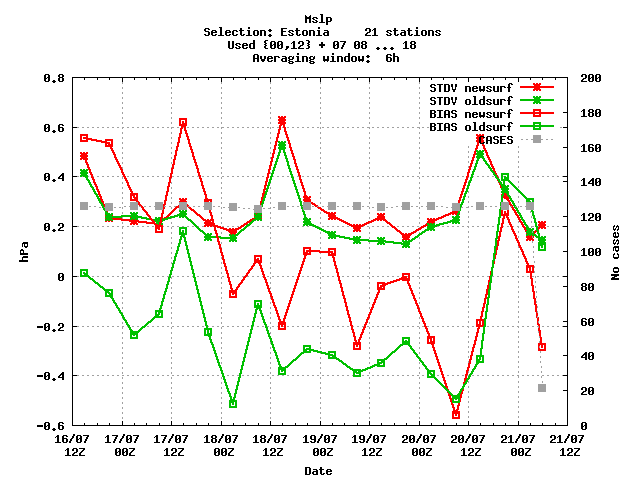 Mslp
Selection: Estonia     21 stations
Used {00,12} + 07 08 ... 18
Averaging window:  6h
STDV newsurf
STDV oldsurf
BIAS newsurf
BIAS oldsurf
CASES
0.8
0.6
0.4
0.2
0
-0.2
-0.4
-0.6
hPa
200
180
160
140
120
100
80
60
40
20
0
No cases
16/07 17/07 17/07 18/07 18/07 19/07 19/07 20/07 20/07 21/07 21/07
12Z 00Z 12Z 00Z 12Z 00Z 12Z 00Z 12Z 00Z 12Z
Date